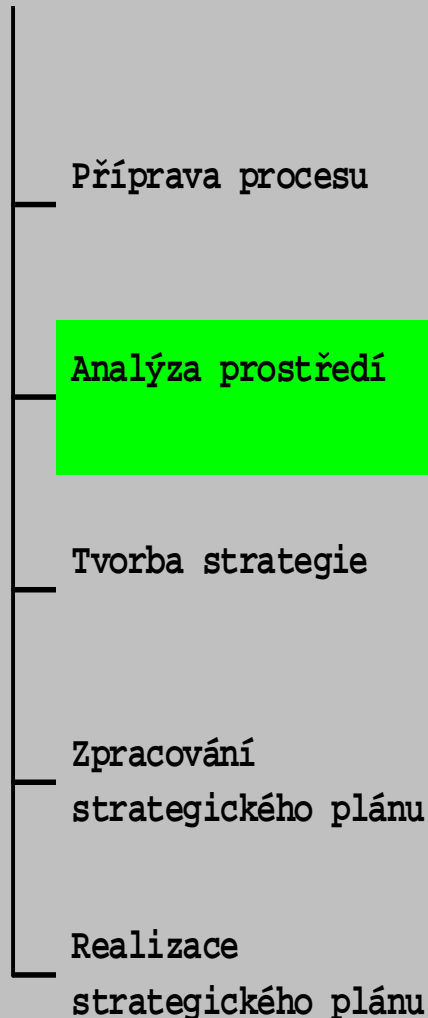 Příprava procesu
Analýza prostředí
Tvorba strategie
Zpracování
strategického plánu
Realizace
strategického plánu